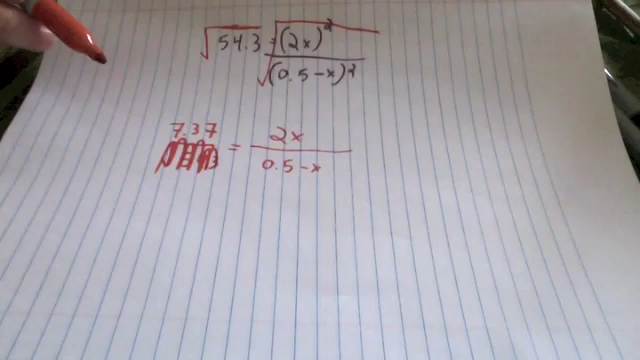 √54.3 = √(2x)²
√(0.5-x)²
7.37 = 2x
0.5-x